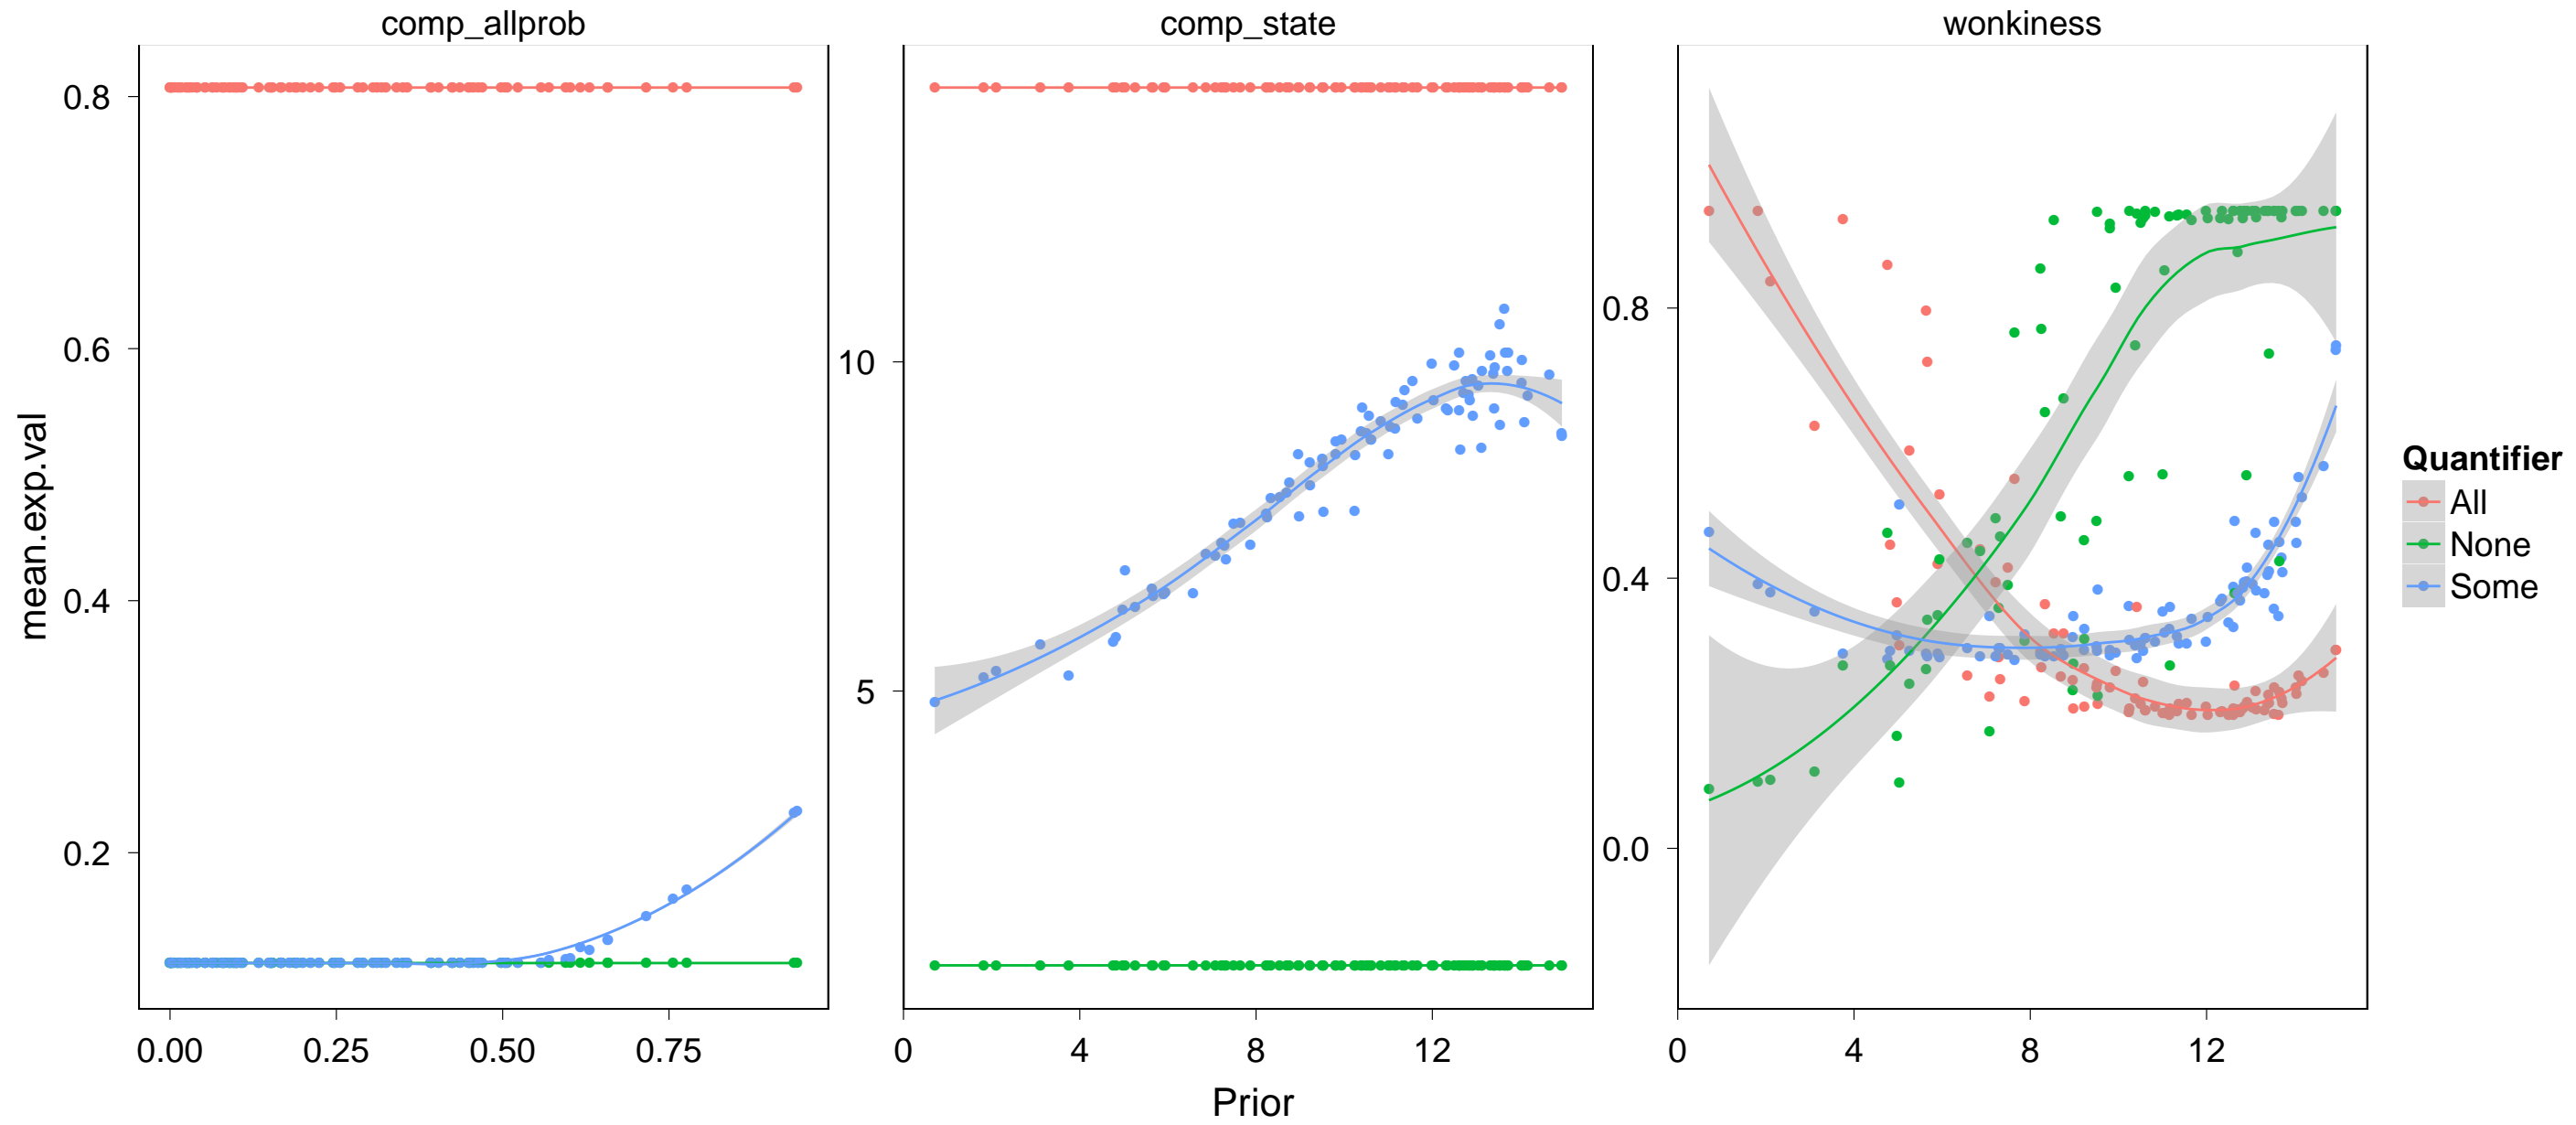 comp_allprob comp_state wonkiness
mean.exp.val
0.8
0.6
0.4
0.2
0.00 0.25 0.50 0.75
10
5
0 4 8 12
0.8
0.4
0.0
0 4 8 12
Prior
Quantifier
All
None
Some